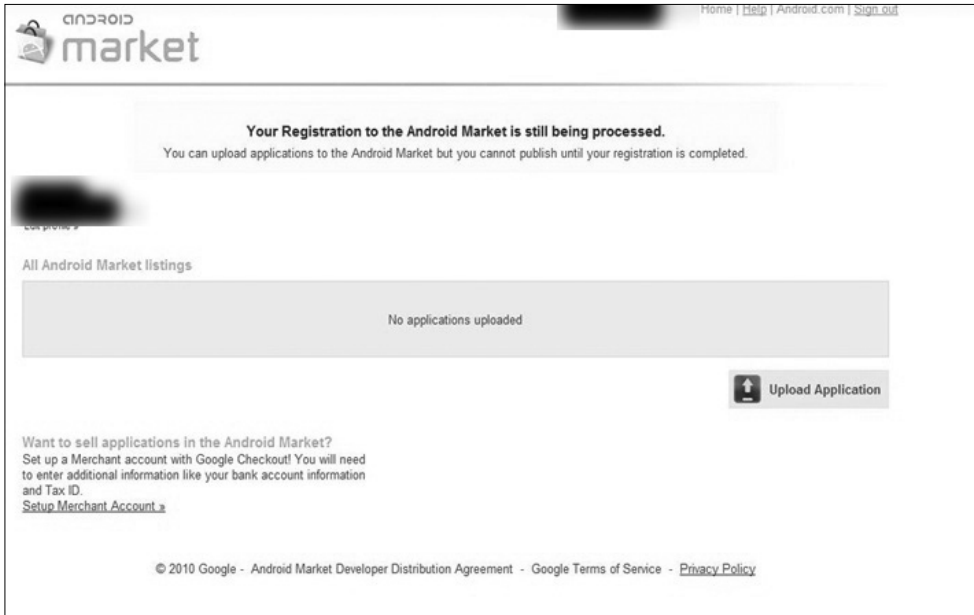 Home | Help | Android.com | Sign out
ANDROID
market
Your Registration to the Android Market is still being processed.
You can upload applications to the Android Market but you cannot publish until your registration is completed.
Edit profile »
All Android Market listings
No applications uploaded
Upload Application
Want to sell applications in the Android Market?
Set up a Merchant account with Google Checkout! You will need
to enter additional information like your bank account information
and Tax ID.
Setup Merchant Account »
© 2010 Google - Android Market Developer Distribution Agreement - Google Terms of Service - Privacy Policy